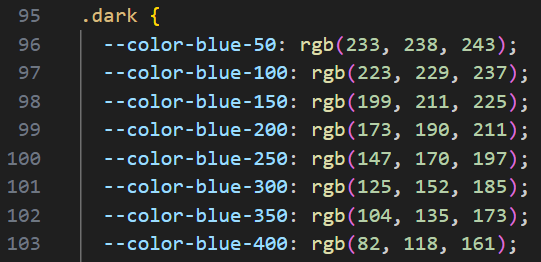 95 .dark {
96 --color-blue-50: rgb(233, 238, 243);
97 --color-blue-100: rgb(223, 229, 237);
98 --color-blue-150: rgb(199, 211, 225);
99 --color-blue-200: rgb(173, 190, 211);
100 --color-blue-250: rgb(147, 170, 197);
101 --color-blue-300: rgb(125, 152, 185);
102 --color-blue-350: rgb(104, 135, 173);
103 --color-blue-400: rgb(82, 118, 161);